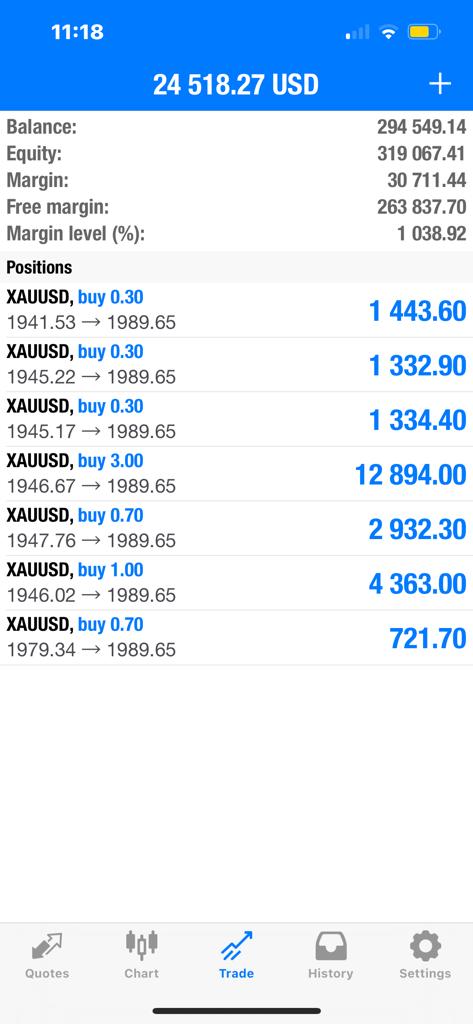 11:18
24 518.27 USD
Balance: 294 549.14
Equity: 319 067.41
Margin: 30 711.44
Free margin: 263 837.70
Margin level (%): 1 038.92
Positions
XAUUSD, buy 0.30
1941.53 → 1989.65
1 443.60
XAUUSD, buy 0.30
1945.22 → 1989.65
1 332.90
XAUUSD, buy 0.30
1945.17 → 1989.65
1 334.40
XAUUSD, buy 3.00
1946.67 → 1989.65
12 894.00
XAUUSD, buy 0.70
1947.76 → 1989.65
2 932.30
XAUUSD, buy 1.00
1946.02 → 1989.65
4 363.00
XAUUSD, buy 0.70
1979.34 → 1989.65
721.70
Quotes Chart Trade History Settings